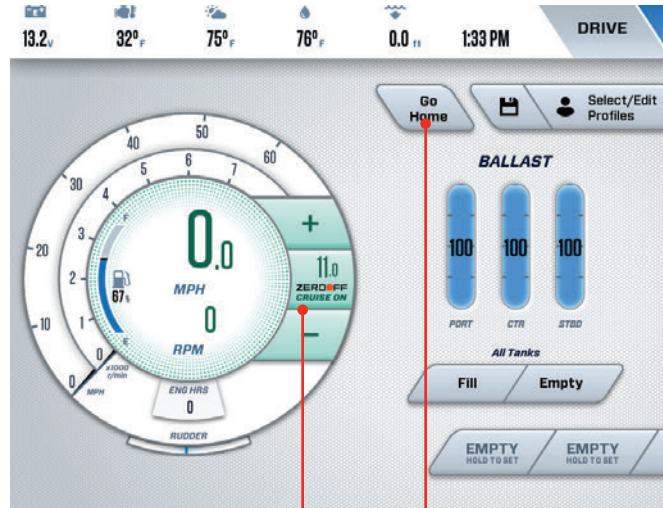 13.2V
32° F
75° F
76° F
0.0 ft
1:33 PM
DRIVE
Go
Home
Select/Edit
Profiles
BALLAST
100
100
100
PORT
CTR
STBD
All Tanks
Fill
Empty
EMPTY
HOLD TO SET
EMPTY
HOLD TO SET
0
10
20
30
40
50
60
MPH
0
1
2
3
4
5
6
7
x1000
r/min
F
67%
E
0.0
MPH
0
RPM
+
11.0
ZEROOFF
CRUISE ON
−
ENG HRS
0
RUDDER